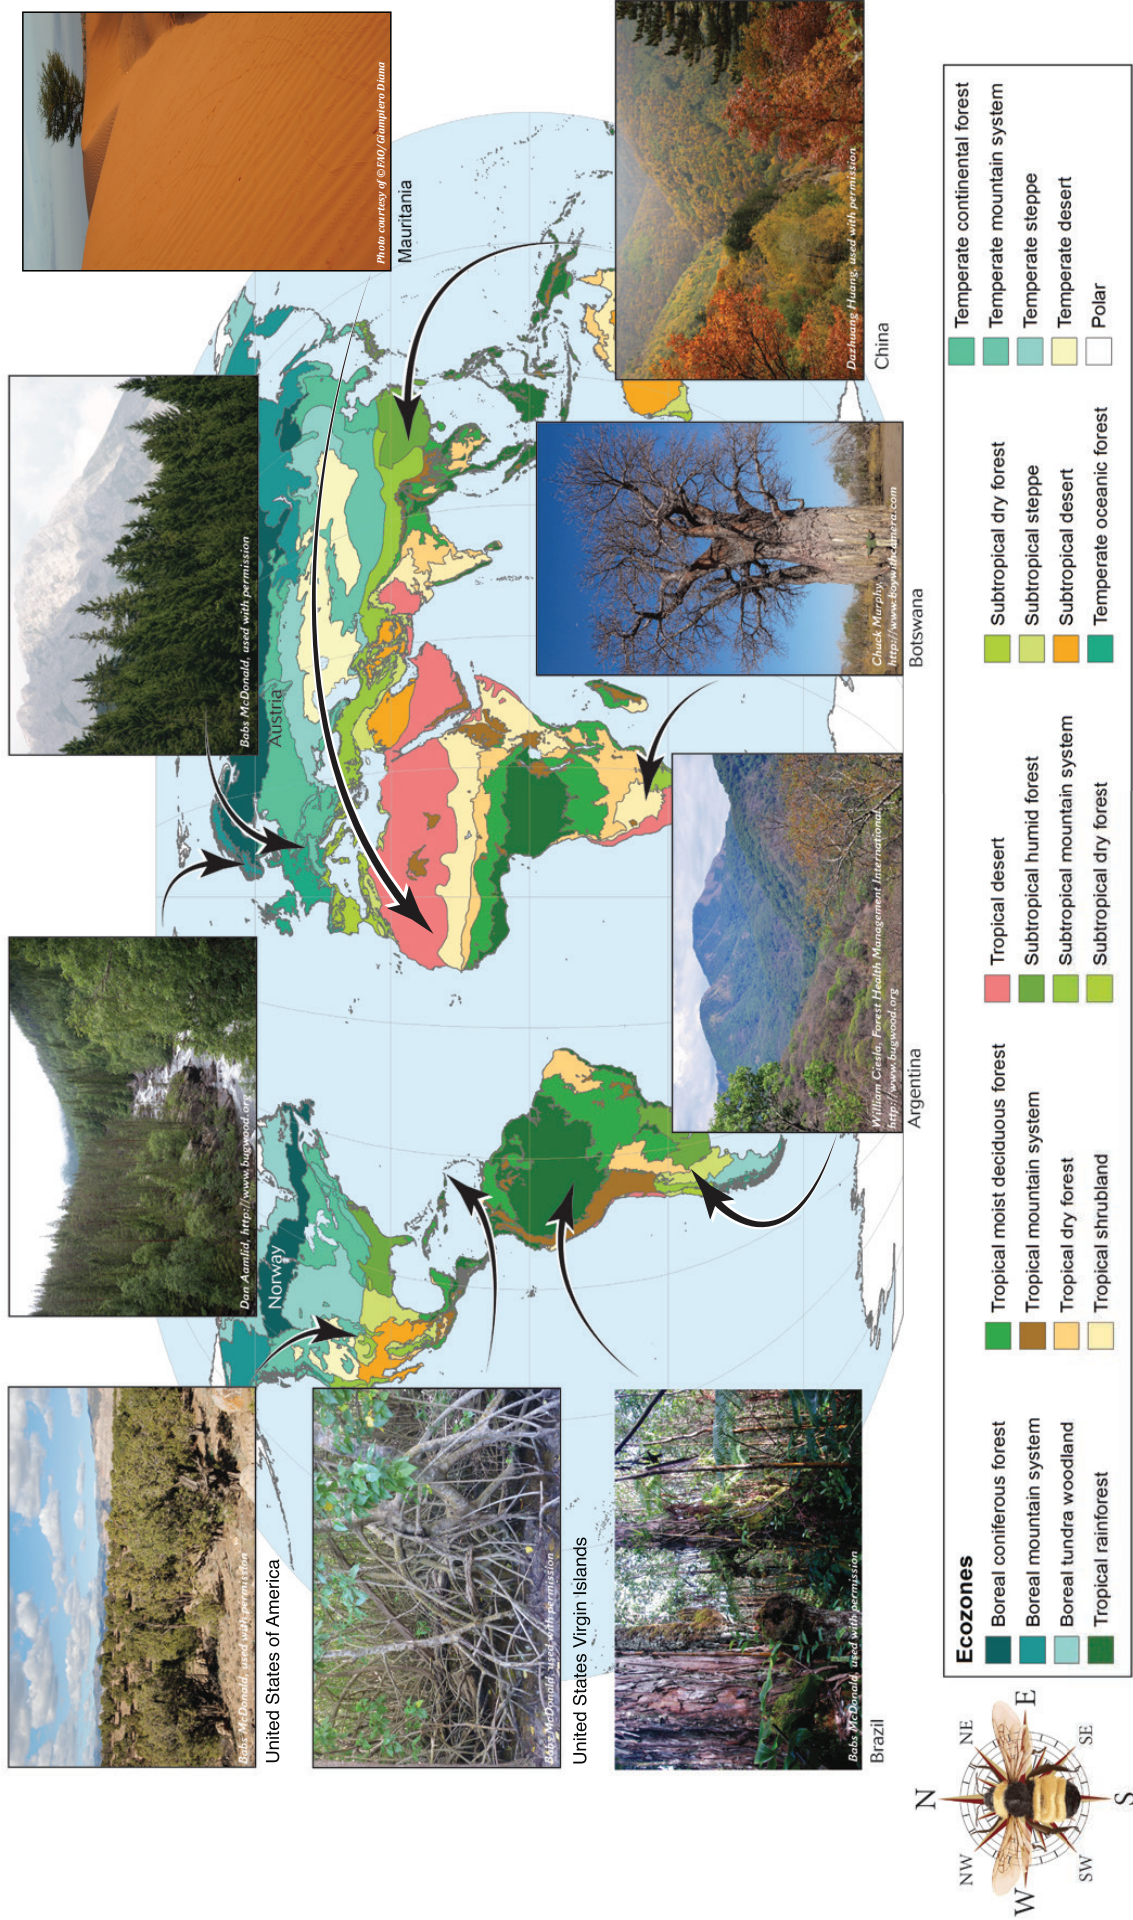 Babs McDonald, used with permission
United States of America
Dan Aamlid, http://www.bugwood.org
Norway
Babs McDonald, used with permission
Austria
Photo courtesy of ©FAO/Giampiero Diana
Mauritania
Babs McDonald, used with permission
United States Virgin Islands
Babs McDonald, used with permission
Brazil
William Ciesla, Forest Health Management International,
http://www.bugwood.org
Argentina
Chuck Murphy,
http://www.boywithcamera.com
Botswana
Dazhuang Huang, used with permission
China
N
NE
E
SE
S
SW
W
NW
Ecozones
Boreal coniferous forest
Boreal mountain system
Boreal tundra woodland
Tropical rainforest
Tropical moist deciduous forest
Tropical mountain system
Tropical dry forest
Tropical shrubland
Tropical desert
Subtropical humid forest
Subtropical mountain system
Subtropical dry forest
Subtropical dry forest
Subtropical steppe
Subtropical desert
Temperate oceanic forest
Temperate continental forest
Temperate mountain system
Temperate steppe
Temperate desert
Polar